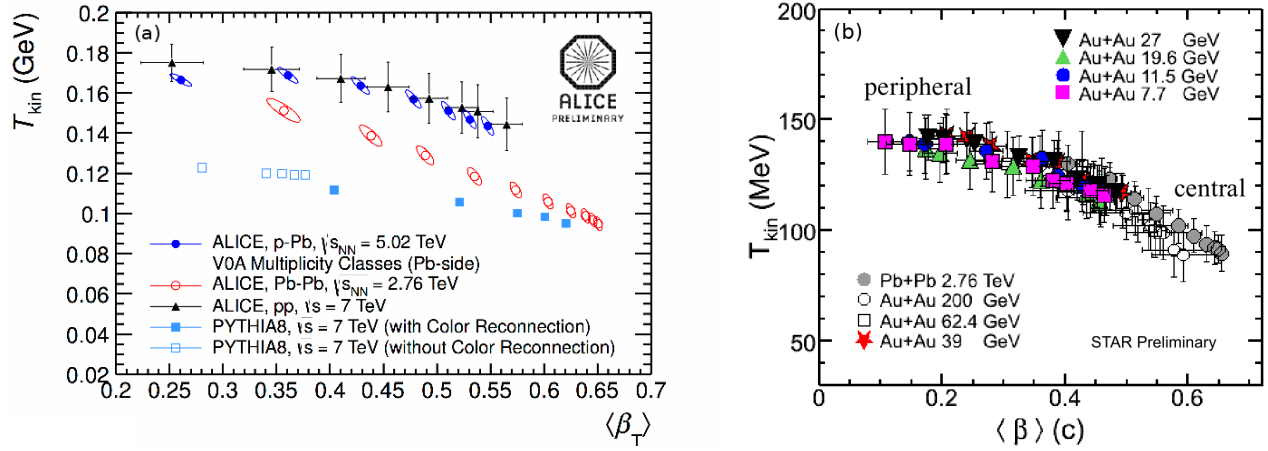 (a)
ALICE
PRELIMINARY
T_kin (GeV)
0.2
0.18
0.16
0.14
0.12
0.1
0.08
0.06
0.04
0.02
ALICE, p-Pb, √s_NN = 5.02 TeV
V0A Multiplicity Classes (Pb-side)
ALICE, Pb-Pb, √s_NN = 2.76 TeV
ALICE, pp, √s = 7 TeV
PYTHIA8, √s = 7 TeV (with Color Reconnection)
PYTHIA8, √s = 7 TeV (without Color Reconnection)
0.2 0.25 0.3 0.35 0.4 0.45 0.5 0.55 0.6 0.65 0.7
⟨β_T⟩
(b)
T_kin (MeV)
200
150
100
50
Au+Au 27 GeV
Au+Au 19.6 GeV
Au+Au 11.5 GeV
Au+Au 7.7 GeV
peripheral
central
Pb+Pb 2.76 TeV
Au+Au 200 GeV
Au+Au 62.4 GeV
Au+Au 39 GeV
STAR Preliminary
0 0.2 0.4 0.6
⟨ β ⟩ (c)